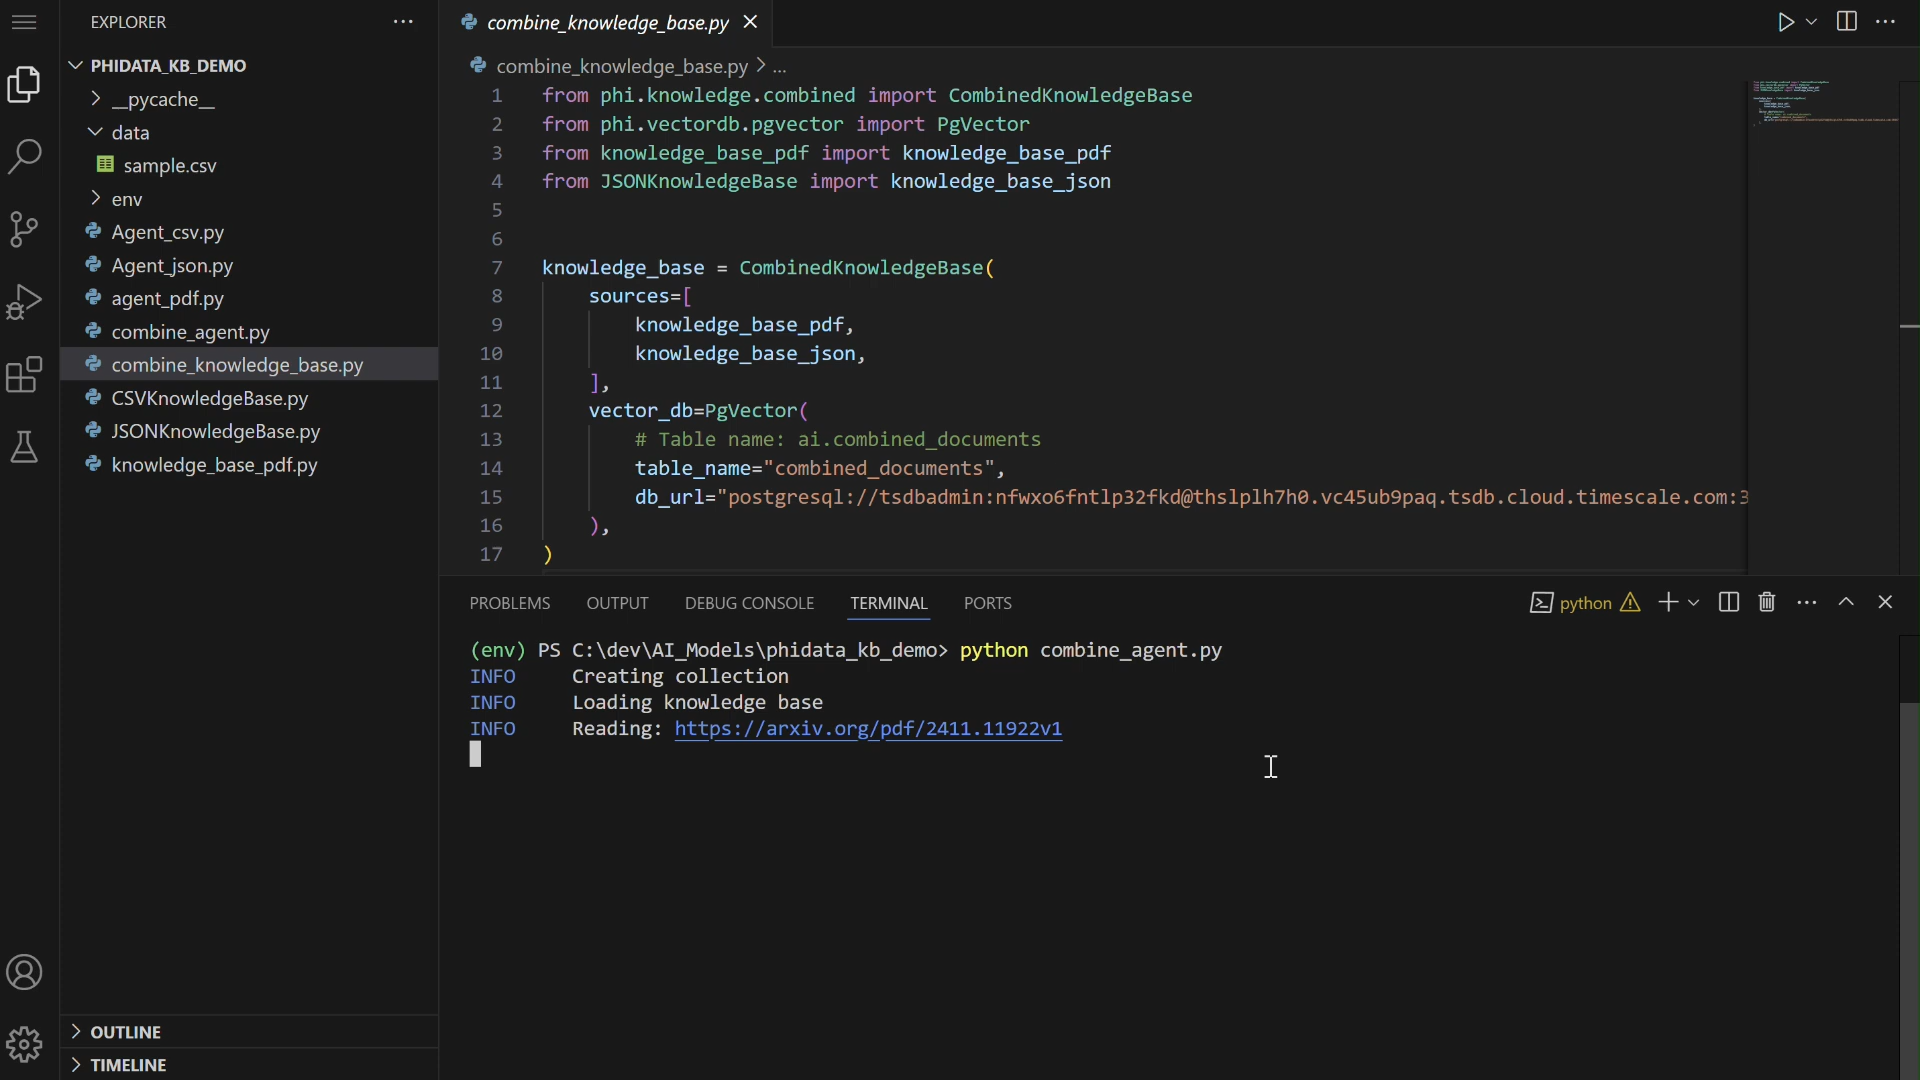 EXPLORER
PHIDATA_KB_DEMO
__pycache__
data
sample.csv
env
Agent_csv.py
Agent_json.py
agent_pdf.py
combine_agent.py
combine_knowledge_base.py
CSVKnowledgeBase.py
JSONKnowledgeBase.py
knowledge_base_pdf.py
OUTLINE
TIMELINE
combine_knowledge_base.py
combine_knowledge_base.py > ...
1 from phi.knowledge.combined import CombinedKnowledgeBase
2 from phi.vectordb.pgvector import PgVector
3 from knowledge_base_pdf import knowledge_base_pdf
4 from JSONKnowledgeBase import knowledge_base_json
5
6
7 knowledge_base = CombinedKnowledgeBase(
8 sources=[
9 knowledge_base_pdf,
10 knowledge_base_json,
11 ],
12 vector_db=PgVector(
13 # Table name: ai.combined_documents
14 table_name="combined_documents",
15 db_url="postgresql://tsdbadmin:nfwxo6fntlp32fkd@thslplh7h0.vc45ub9paq.tsdb.cloud.timescale.com:3
16 ),
17 )
PROBLEMS OUTPUT DEBUG CONSOLE TERMINAL PORTS
python
(env) PS C:\dev\AI_Models\phidata_kb_demo> python combine_agent.py
INFO Creating collection
INFO Loading knowledge base
INFO Reading: https://arxiv.org/pdf/2411.11922v1